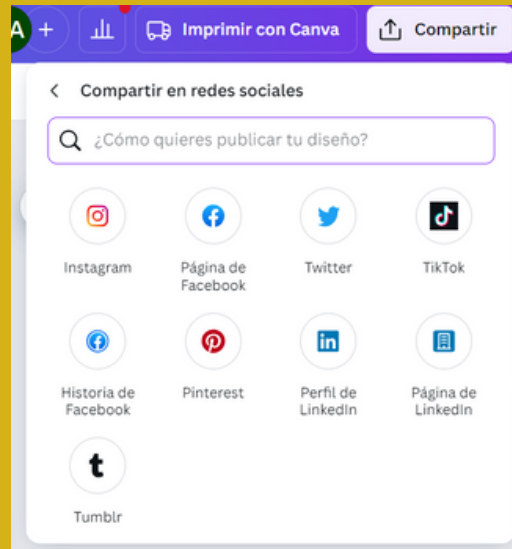 A + Imprimir con Canva Compartir
< Compartir en redes sociales
¿Cómo quieres publicar tu diseño?
Instagram
Página de
Facebook
Twitter
TikTok
Historia de
Facebook
Pinterest
Perfil de
LinkedIn
Página de
LinkedIn
Tumblr